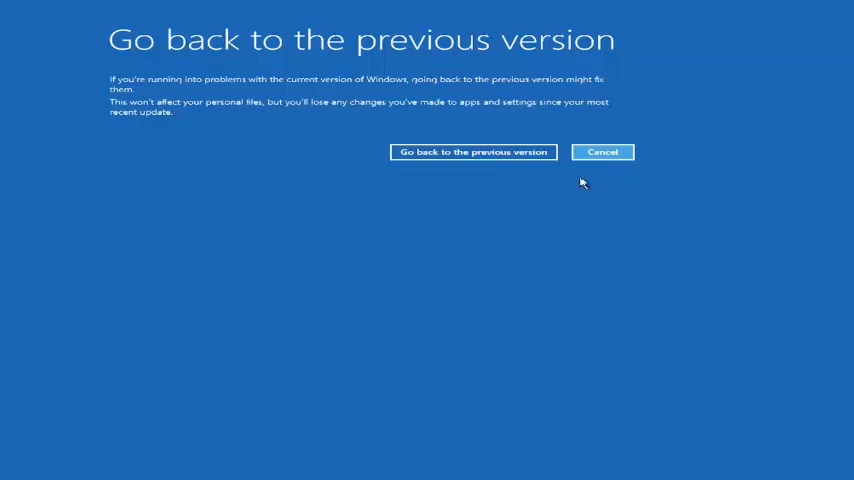 Go back to the previous version
If you're running into problems with the current version of Windows, going back to the previous version might fix
them.
This won't affect your personal files, but you'll lose any changes you've made to apps and settings since your most
recent update.
Go back to the previous version Cancel